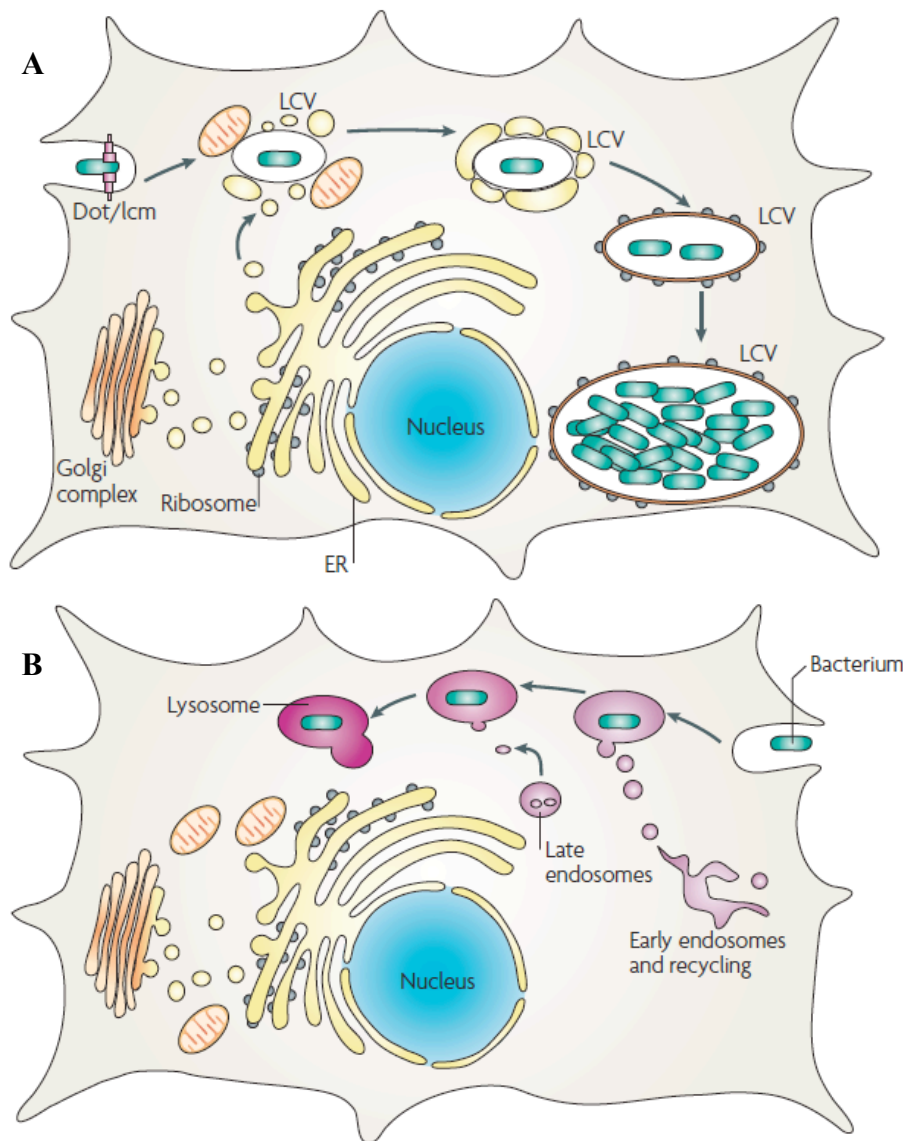 A
LCV
LCV
Dot/Icm
LCV
LCV
Nucleus
Golgi
complex
Ribosome
ER
B
Bacterium
Lysosome
Late
endosomes
Early endosomes
and recycling
Nucleus